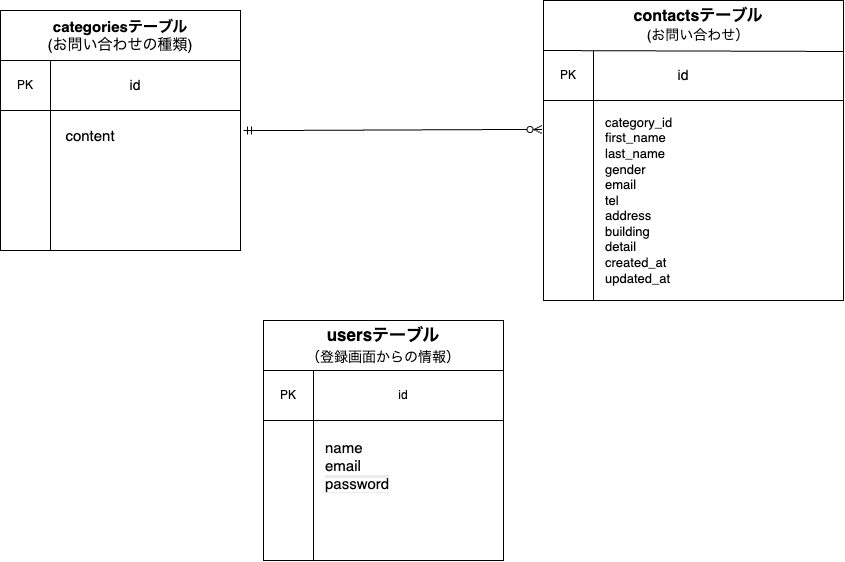 categoriesテーブル
(お問い合わせの種類)
PK
id
content
contactsテーブル
(お問い合わせ）
PK
id
category_id
first_name
last_name
gender
email
tel
address
building
detail
created_at
updated_at
usersテーブル
（登録画面からの情報）
PK
id
name
email
password